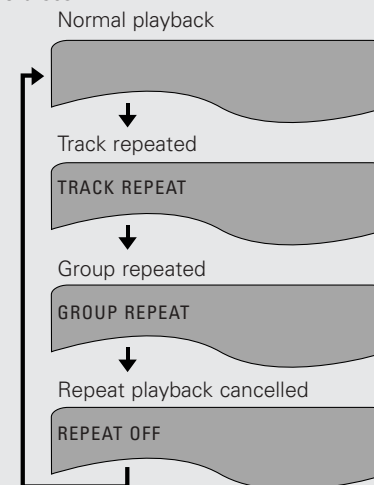 Normal playback
Track repeated
TRACK REPEAT
Group repeated
GROUP REPEAT
Repeat playback cancelled
REPEAT OFF